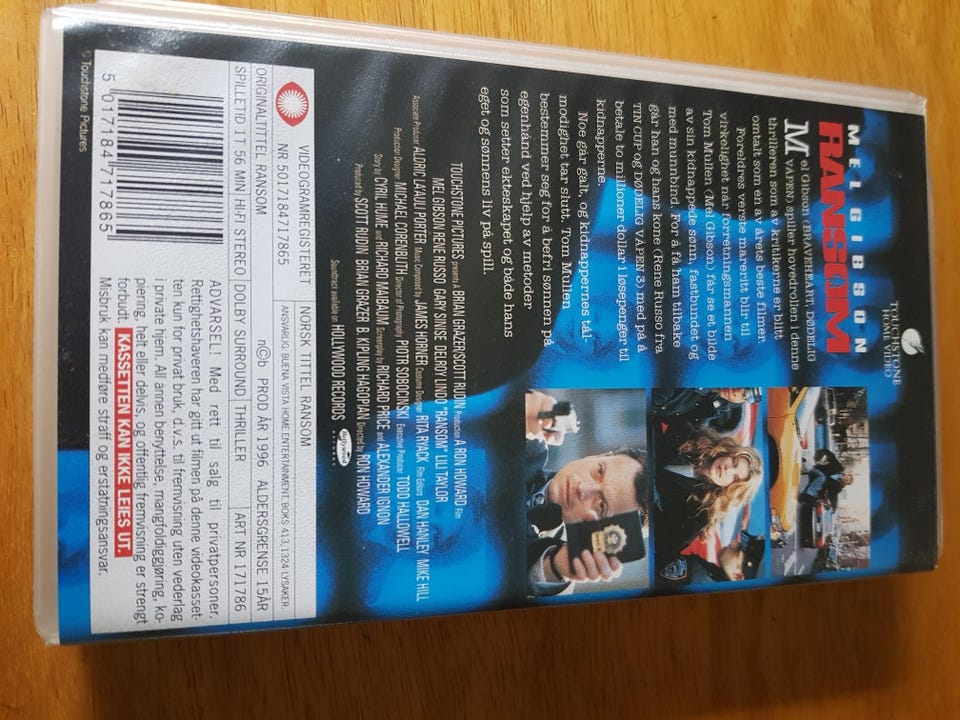 TOUCHSTONE
HOME VIDEO
MEL GIBSON
RANSOM
Mel Gibson (BRAVEHEART, DØDELIG
VÅPEN) spiller hovedrollen i denne
thrilleren som av kritikerne er blitt
omtalt som en av årets beste filmer.
Foreldres verste mareritt blir til
virkelighet når forretningsmannen
Tom Mullen (Mel Gibson) får se et bilde
av sin kidnappede sønn, fastbundet og
med munnbind. For å få ham tilbake
går han og hans kone (Rene Russo fra
TIN CUP og DØDELIG VÅPEN 3) med på å
betale to millioner dollar i løsepenger til
kidnapperne.
Noe går galt, og kidnappernes tål-
modighet tar slutt. Tom Mullen
bestemmer seg for å befri sønnen på
egenhånd ved hjelp av metoder
som setter ekteskapet og både hans
eget og sønnens liv på spill.
TOUCHSTONE PICTURES presents A BRIAN GRAZER/SCOTT RUDIN Production A RON HOWARD Film
MEL GIBSON RENE RUSSO GARY SINISE DELROY LINDO "RANSOM" LILI TAYLOR
Associate Producer ALDRIC LA'AULI PORTER Music Composed by JAMES HORNER Costume Designer RITA RYACK Film Editors DAN HANLEY MIKE HILL
Production Designer MICHAEL CORENBLITH Director of Photography PIOTR SOBOCINSKI Executive Producer TODD HALLOWELL
Story by CYRIL HUME and RICHARD MAIBAUM Screenplay by RICHARD PRICE and ALEXANDER IGNON
Produced by SCOTT RUDIN BRIAN GRAZER B. KIPLING HAGOPIAN Directed by RON HOWARD
Soundtrack available on HOLLYWOOD RECORDS
VIDEOGRAMREGISTERET
NR 5017184717865
NORSK TITTEL RANSOM
ANSVARLIG: BUENA VISTA HOME ENTERTAINMENT, BOKS 413, 1324 LYSAKER.
ORIGINALTITTEL RANSOM
n©b PROD ÅR 1996 ALDERSGRENSE 15ÅR
SPILLETID 1 T 56 MIN HI-FI STEREO DOLBY SURROUND THRILLER ART NR 171786
ADVARSEL! Med rett til salg til privatpersoner.
Rettighetshaveren har gitt ut filmen på denne videokasset-
ten kun for privat bruk, d.v.s. til fremvisning uten vederlag
i private hjem. All annen benyttelse, mangfoldiggjøring, ko-
piering, helt eller delvis, og offentlig fremvisning er strengt
forbudt. KASSETTEN KAN IKKE LEIES UT.
Misbruk kan medføre straff og erstatningsansvar.
5 017184 717865
© Touchstone Pictures